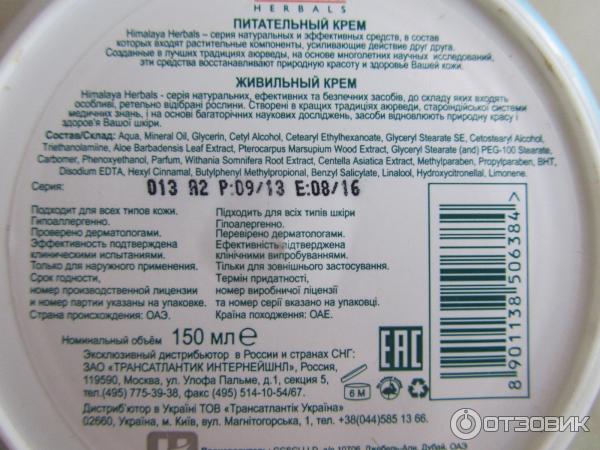 HERBALS
ПИТАТЕЛЬНЫЙ КРЕМ
Himalaya Herbals – серия натуральных и эффективных средств, в состав
которых входят растительные компоненты, усиливающие действие друг друга.
Созданные в лучших традициях аюрведы, на основе многолетних научных исследований,
эти средства восстанавливают природную красоту и здоровье Вашей кожи.
ЖИВИЛЬНЫЙ КРЕМ
Himalaya Herbals - серія натуральних, ефективних та безпечних засобів, до складу яких входять
особливі, ретельно відібрані рослини. Створені в кращих традиціях аюрведи, староіндійської системи
медичних знань, і на основі багаторічних наукових досліджень, засоби відновлюють природну красу і
здоров'я Вашої шкіри.
Состав/Склад: Aqua, Mineral Oil, Glycerin, Cetyl Alcohol, Cetearyl Ethylhexanoate, Glyceryl Stearate SE, Cetostearyl Alcohol,
Triethanolamiine, Aloe Barbadensis Leaf Extract, Pterocarpus Marsupium Wood Extract, Glyceryl Stearate (and) PEG-100 Stearate,
Carbomer, Phenoxyethanol, Parfum, Withania Somnifera Root Extract, Centella Asiatica Extract, Methylparaben, Propylparaben, BHT,
Disodium EDTA, Hexyl Cinnamal, Butylphenyl Methylpropional, Benzyl Salicylate, Linalool, Hydroxycitronellal, Limonene.
Серия: 013 A2 P:09/13 E:08/16
Подходит для всех типов кожи.
Гипоаллергенно.
Проверено дерматологами.
Эффективность подтверждена
клиническими испытаниями.
Только для наружного применения.
Срок годности,
номер производственной лицензии
и номер партии указаны на упаковке.
Страна происхождения: ОАЭ.
Підходить для всіх типів шкіри
Гіпоалергенно.
Перевірено дерматологами.
Ефективність підтверджена
клінічними випробуваннями.
Тільки для зовнішнього застосування.
Термін придатності,
номер виробничої ліцензії
та номер серії вказано на упаковці.
Країна походження: ОАЕ.
8901138506384
Номинальный объём 150 мл e
Эксклюзивный дистрибьютор в России и странах СНГ:
ЗАО «ТРАНСАТЛАНТИК ИНТЕРНЕЙШНЛ», Россия,
119590, Москва, ул. Улофа Пальме, д.1, секция 5,
тел.(495) 775-39-38, факс (495) 514-10-54/67.
EAC
6 M
Дистриб'ютор в Україні ТОВ «Трансатлантік Україна»
02660, Україна, м. Київ, вул. Магнітогорська, 1, тел. +38(044)585 13 66.
10706, Джебель-Али, Дубай, ОАЭ
ОТЗОВИК